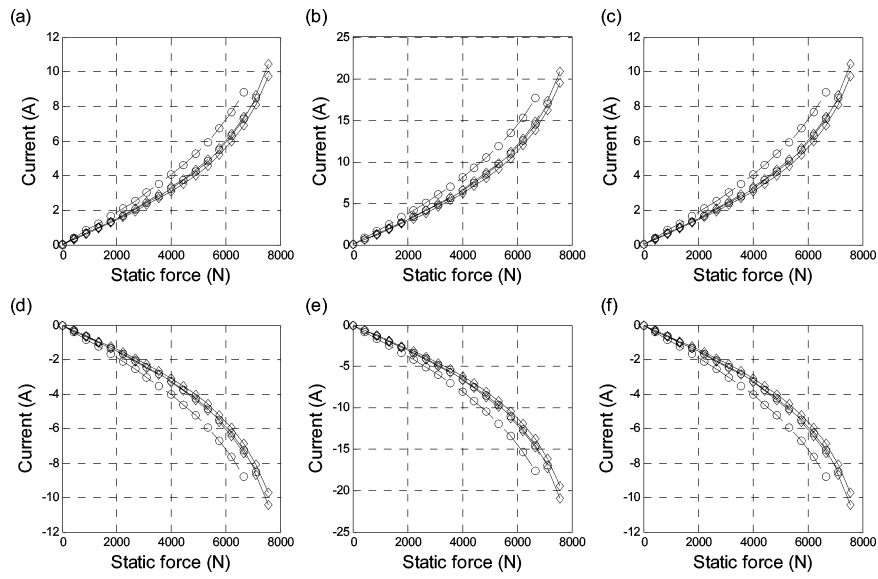 (a)
12
10
8
6
4
2
0
Current (A)
0 2000 4000 6000 8000
Static force (N)
(b)
25
20
15
10
5
0
Current (A)
0 2000 4000 6000 8000
Static force (N)
(c)
12
10
8
6
4
2
0
Current (A)
0 2000 4000 6000 8000
Static force (N)
(d)
0
-2
-4
-6
-8
-10
-12
Current (A)
0 2000 4000 6000 8000
Static force (N)
(e)
0
-5
-10
-15
-20
-25
Current (A)
0 2000 4000 6000 8000
Static force (N)
(f)
0
-2
-4
-6
-8
-10
-12
Current (A)
0 2000 4000 6000 8000
Static force (N)